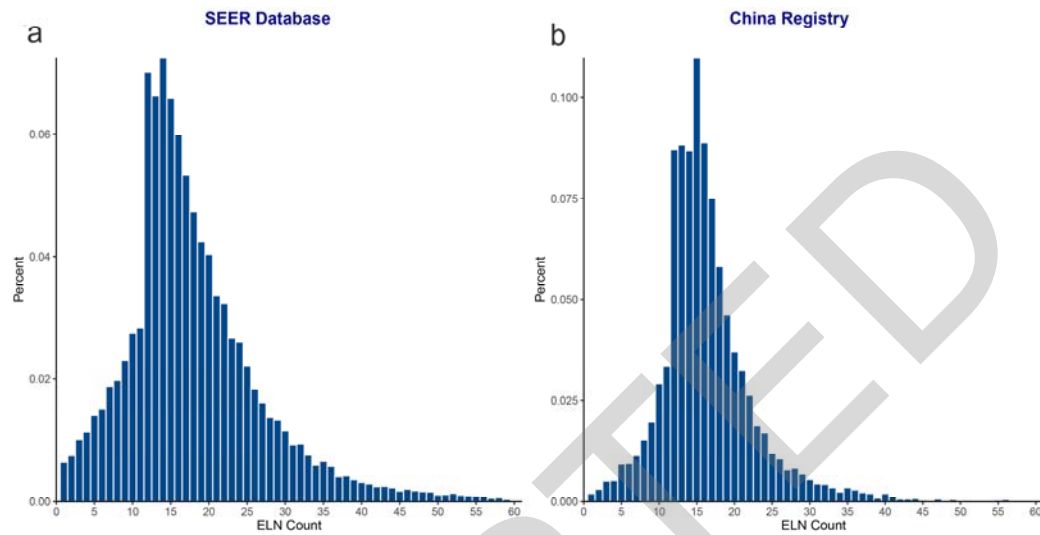 SEER Database
a
0.06
0.04
0.02
0.00
Percent
0 5 10 15 20 25 30 35 40 45 50 55 60
ELN Count
China Registry
b
0.100
0.075
0.050
0.025
0.000
Percent
0 5 10 15 20 25 30 35 40 45 50 55 60
ELN Count
TED